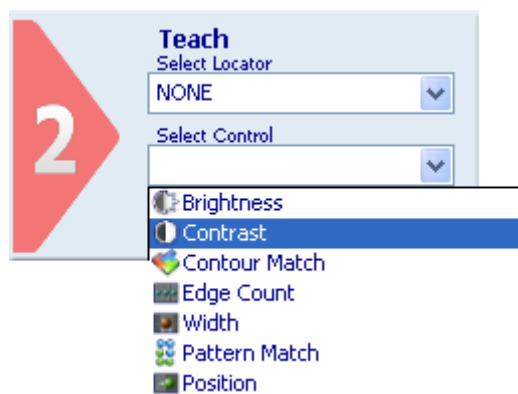 2
Teach
Select Locator
NONE
Select Control
Brightness
Contrast
Contour Match
Edge Count
Width
Pattern Match
Position